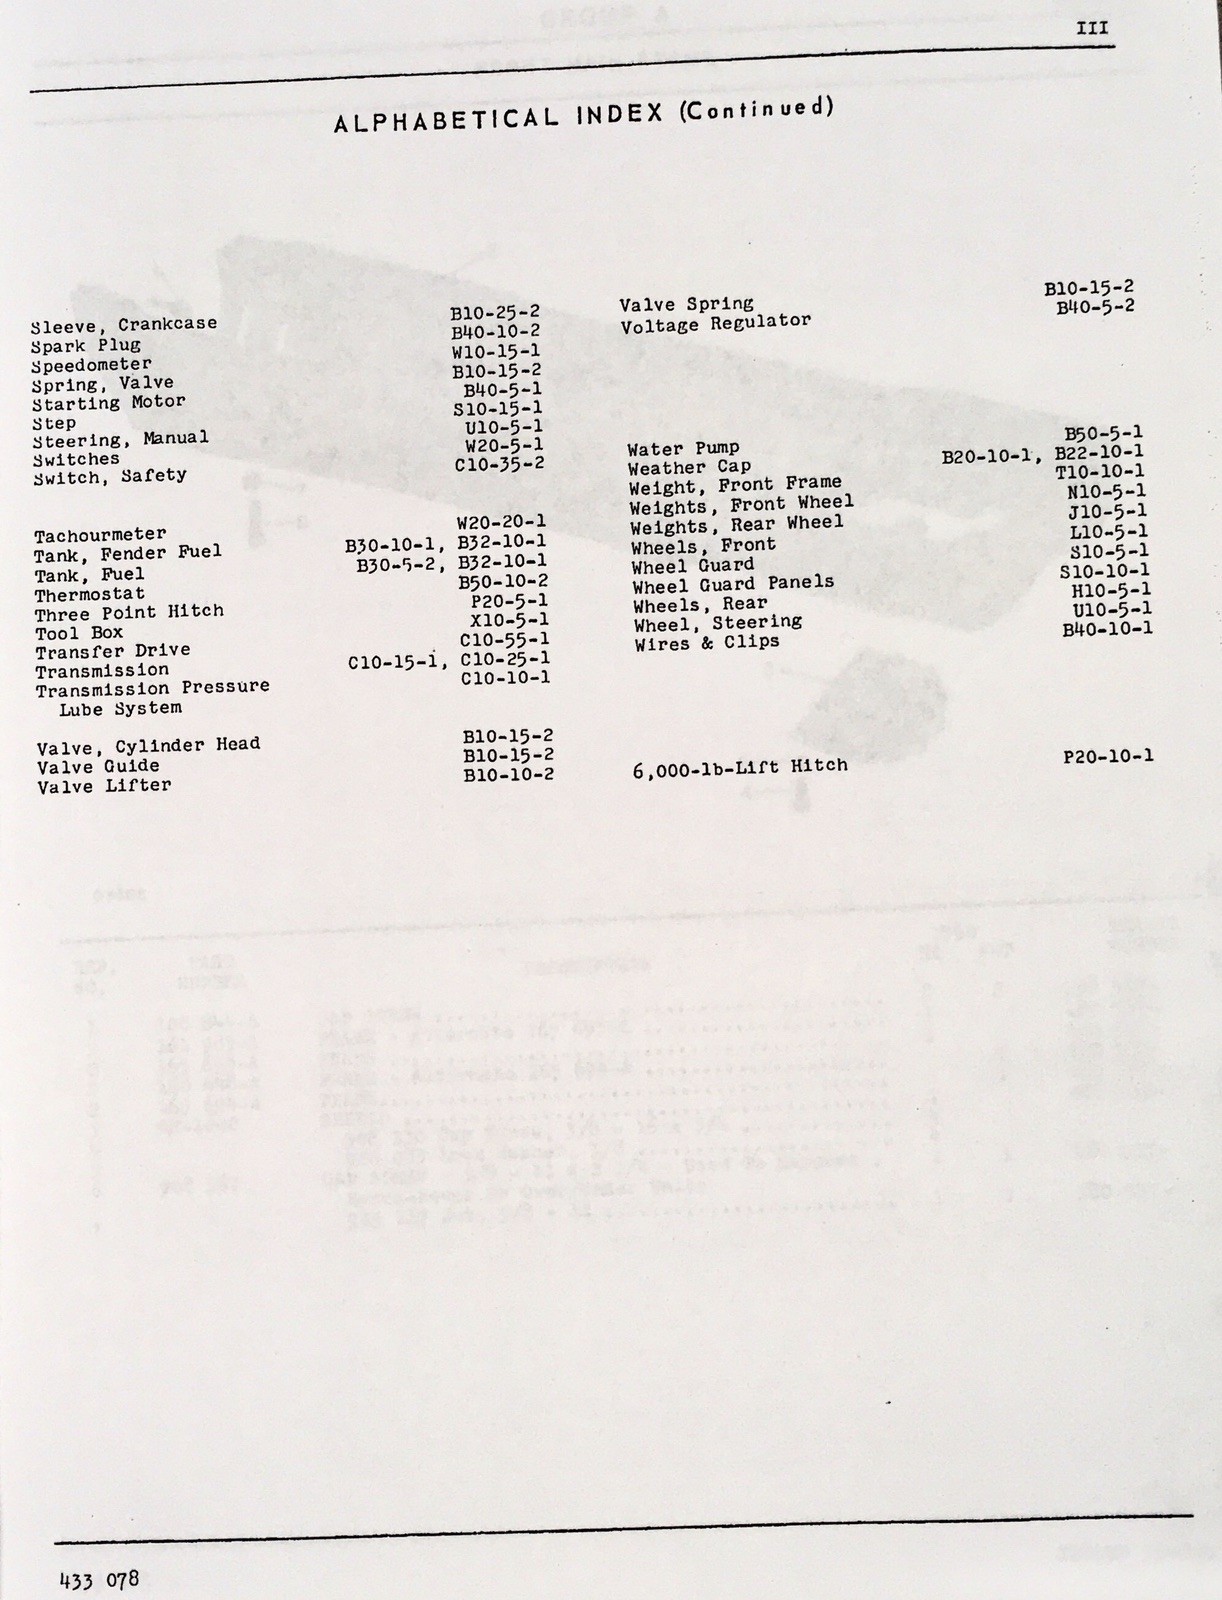 III
ALPHABETICAL INDEX (Continued)
Sleeve, Crankcase B10-25-2
Spark Plug B40-10-2
Speedometer W10-15-1
Spring, Valve B10-15-2
Starting Motor B40-5-1
Step S10-15-1
Steering, Manual U10-5-1
Switches W20-5-1
Switch, Safety C10-35-2
Tachourmeter W20-20-1
Tank, Fender Fuel B30-10-1, B32-10-1
Tank, Fuel B30-5-2, B32-10-1
Thermostat B50-10-2
Three Point Hitch P20-5-1
Tool Box X10-5-1
Transfer Drive C10-55-1
Transmission C10-15-1, C10-25-1
Transmission Pressure C10-10-1
Lube System
Valve, Cylinder Head B10-15-2
Valve Guide B10-15-2
Valve Lifter B10-10-2
Valve Spring B10-15-2
Voltage Regulator B40-5-2
Water Pump B50-5-1
Weather Cap B20-10-1, B22-10-1
Weight, Front Frame T10-10-1
Weights, Front Wheel N10-5-1
Weights, Rear Wheel J10-5-1
Wheels, Front L10-5-1
Wheel Guard S10-5-1
Wheel Guard Panels S10-10-1
Wheels, Rear H10-5-1
Wheel, Steering U10-5-1
Wires & Clips B40-10-1
6,000-lb-Lift Hitch P20-10-1
433 078